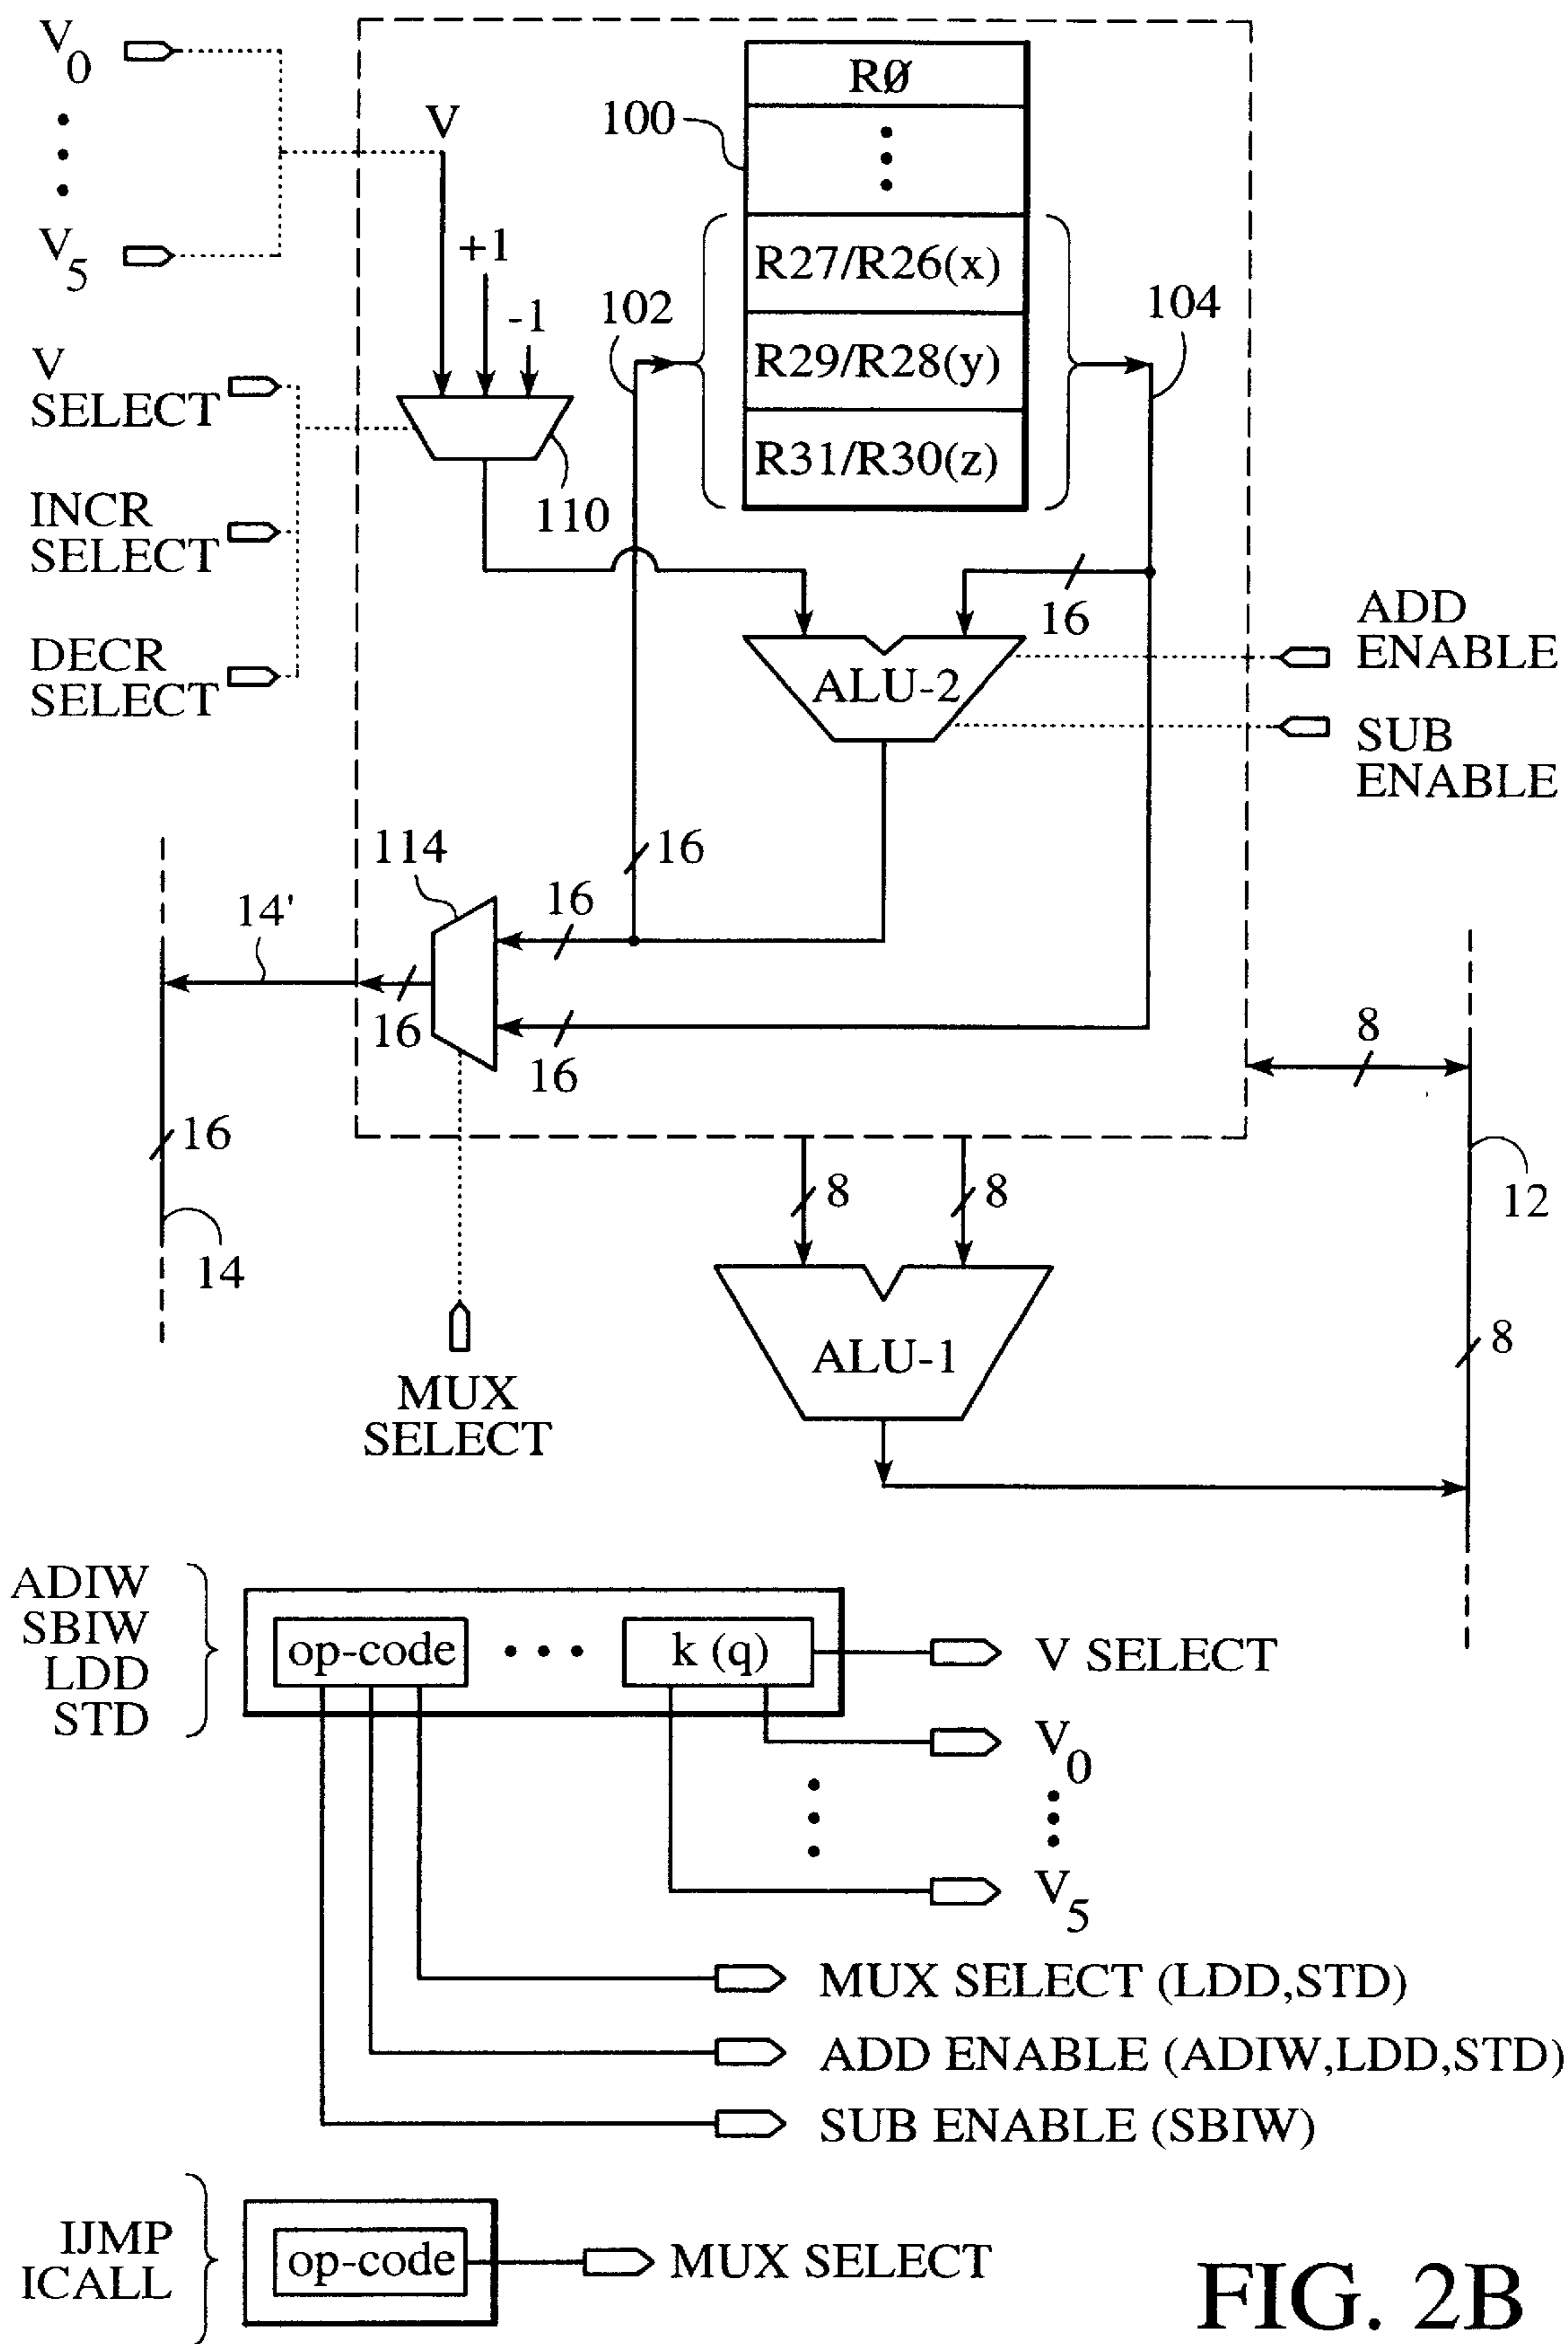 V0
V5
V
SELECT
INCR
SELECT
DECR
SELECT
V
+1
-1
110
100
102
104
RØ
R27/R26(x)
R29/R28(y)
R31/R30(z)
16
ALU-2
ADD
ENABLE
SUB
ENABLE
114
16
16
14'
16
16
16
14
8
12
8
8
8
ALU-1
MUX
SELECT
ADIW
SBIW
LDD
STD
op-code
k (q)
V SELECT
V0
V5
MUX SELECT (LDD,STD)
ADD ENABLE (ADIW,LDD,STD)
SUB ENABLE (SBIW)
IJMP
ICALL
op-code
MUX SELECT
FIG. 2B